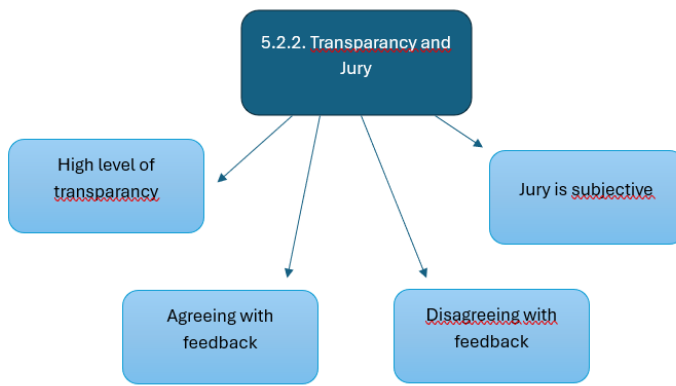 5.2.2. Transparancy and
Jury
High level of
transparancy
Jury is subjective
Agreeing with
feedback
Disagreeing with
feedback